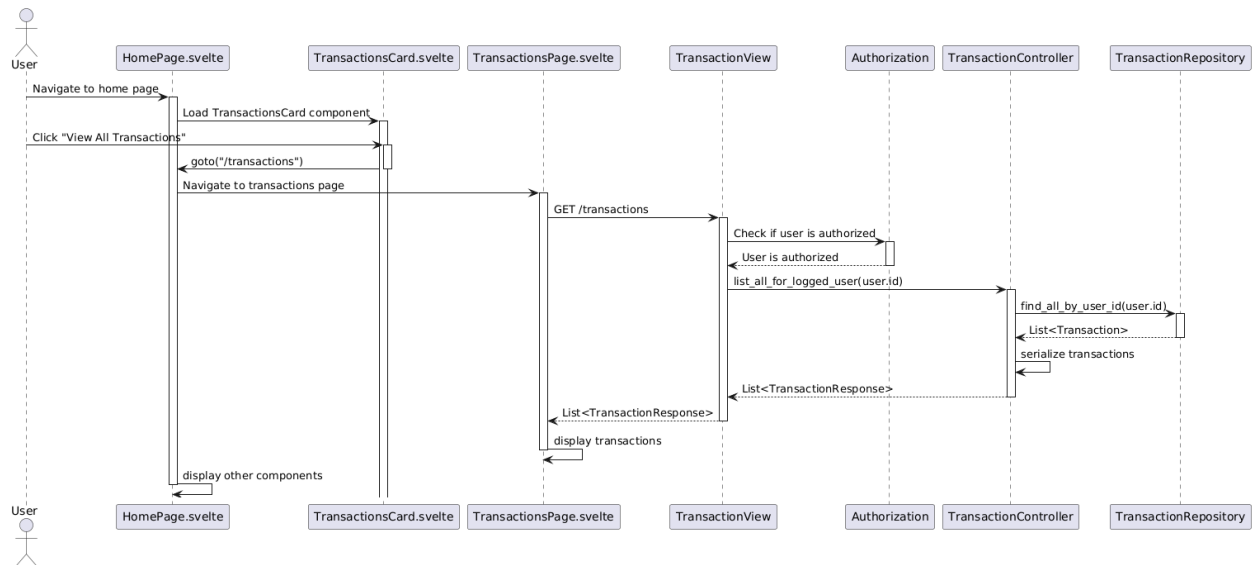 User
HomePage.svelte
TransactionsCard.svelte
TransactionsPage.svelte
TransactionView
Authorization
TransactionController
TransactionRepository
Navigate to home page
Load TransactionsCard component
Click "View All Transactions"
goto("/transactions")
Navigate to transactions page
GET /transactions
Check if user is authorized
User is authorized
list_all_for_logged_user(user.id)
find_all_by_user_id(user.id)
List<Transaction>
serialize transactions
List<TransactionResponse>
List<TransactionResponse>
display transactions
display other components
User
HomePage.svelte
TransactionsCard.svelte
TransactionsPage.svelte
TransactionView
Authorization
TransactionController
TransactionRepository